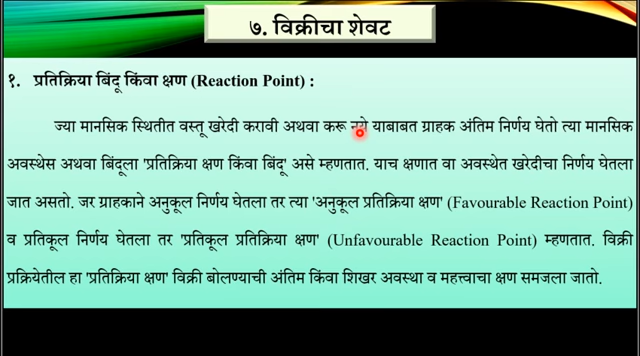 ७. विक्रीचा शेवट
१. प्रतिक्रिया बिंदू किंवा क्षण (Reaction Point) :
ज्या मानसिक स्थितीत वस्तू खरेदी करावी अथवा करू नये याबाबत ग्राहक अंतिम निर्णय घेतो त्या मानसिक
अवस्थेस अथवा बिंदूला 'प्रतिक्रिया क्षण किंवा बिंदू' असे म्हणतात. याच क्षणात वा अवस्थेत खरेदीचा निर्णय घेतला
जात असतो. जर ग्राहकाने अनुकूल निर्णय घेतला तर त्या 'अनुकूल प्रतिक्रिया क्षण' (Favourable Reaction Point)
व प्रतिकूल निर्णय घेतला तर 'प्रतिकूल प्रतिक्रिया क्षण' (Unfavourable Reaction Point) म्हणतात. विक्री
प्रक्रियेतील हा 'प्रतिक्रिया क्षण' विक्री बोलण्याची अंतिम किंवा शिखर अवस्था व महत्त्वाचा क्षण समजला जातो.